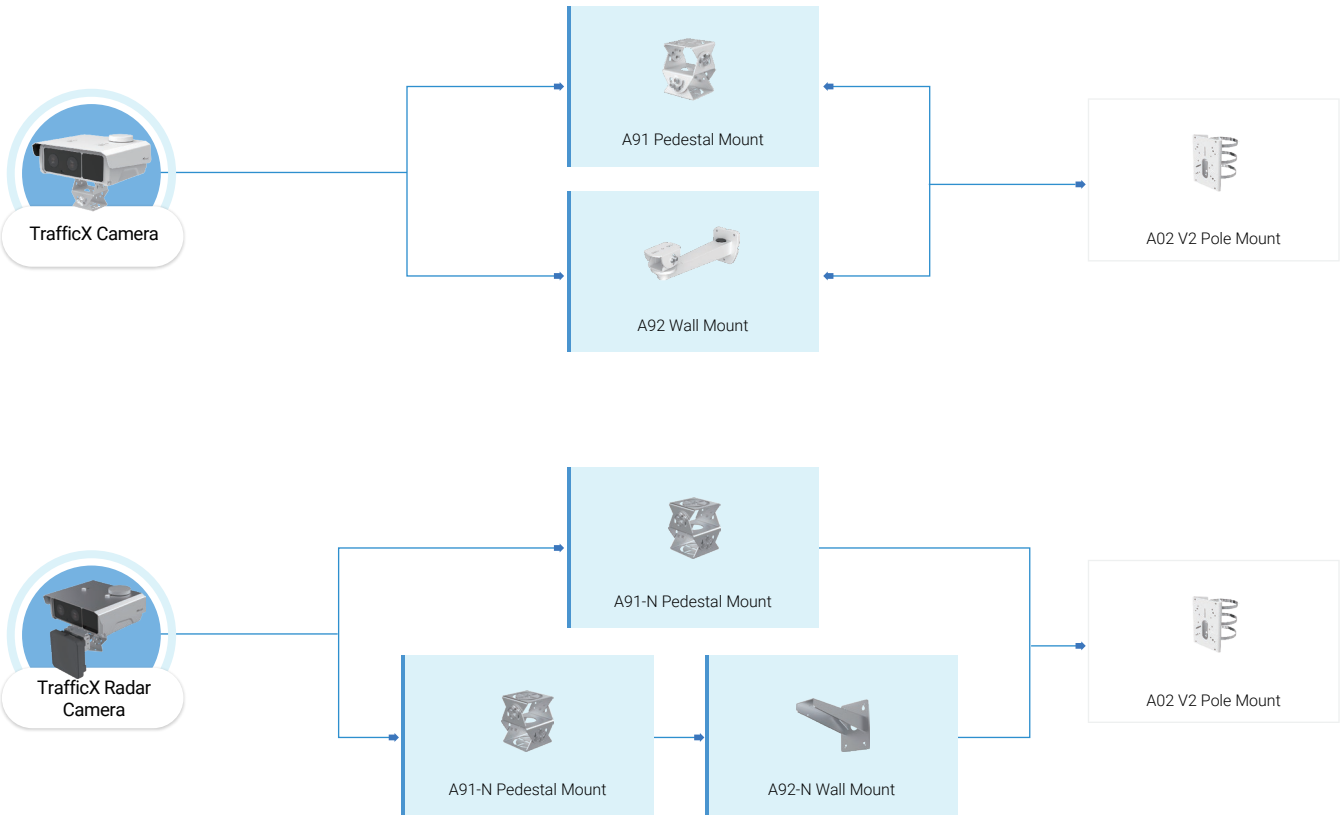 A91 Pedestal Mount
TrafficX Camera
A02 V2 Pole Mount
A92 Wall Mount
A91-N Pedestal Mount
TrafficX Radar
Camera
A02 V2 Pole Mount
A91-N Pedestal Mount
A92-N Wall Mount